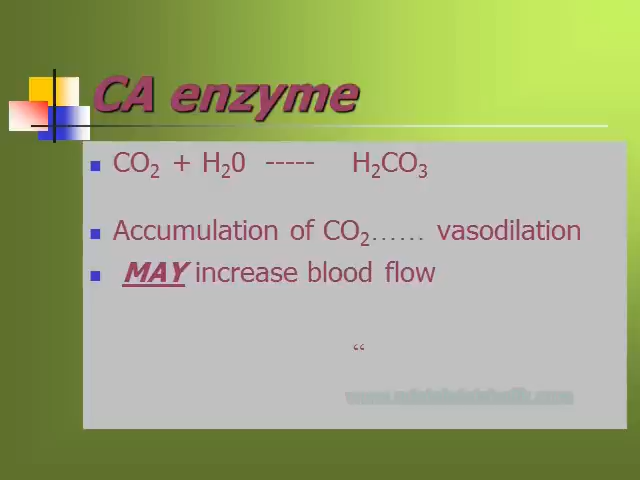 CA enzyme
CO₂ + H₂0 ----- H₂CO₃
Accumulation of CO₂...... vasodilation
MAY increase blood flow
“